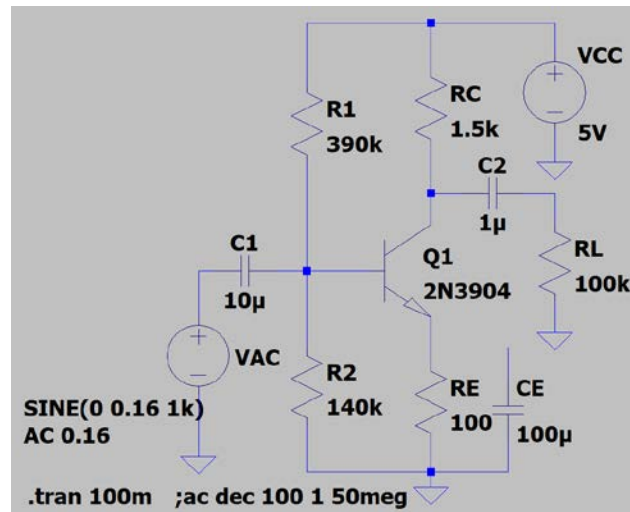 VCC
5V
R1
390k
RC
1.5k
C2
1µ
RL
100k
C1
10µ
Q1
2N3904
VAC
SINE(0 0.16 1k)
AC 0.16
R2
140k
RE
100
CE
100µ
.tran 100m ;ac dec 100 1 50meg